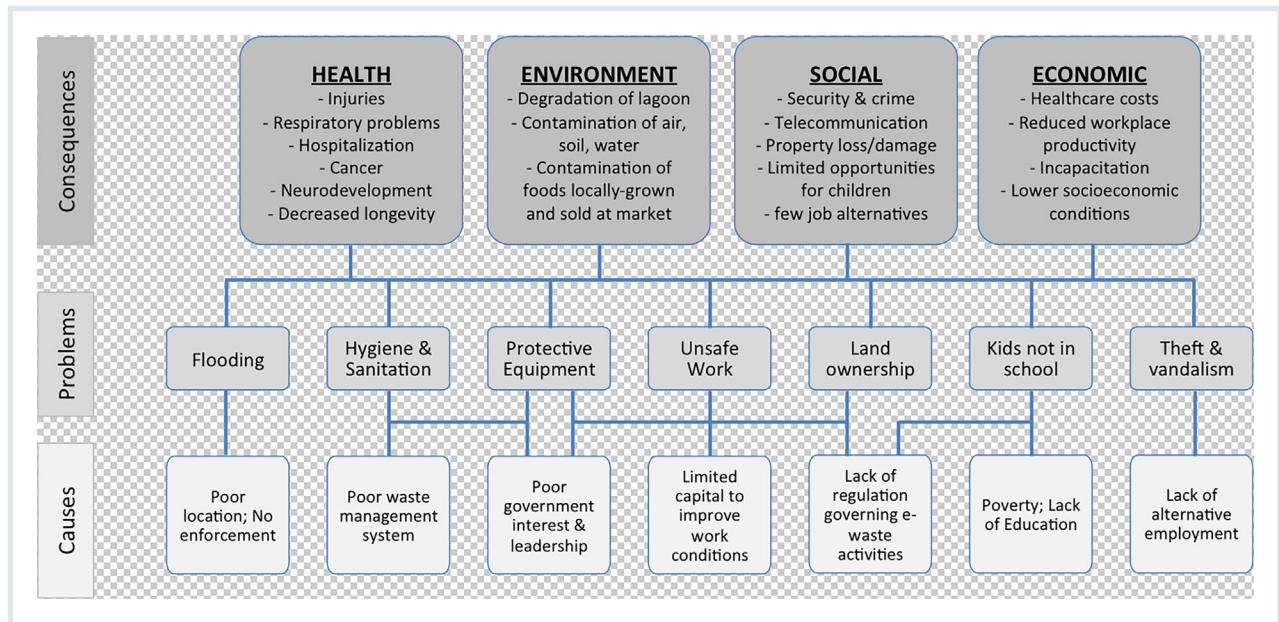 Consequences
HEALTH
- Injuries
- Respiratory problems
- Hospitalization
- Cancer
- Neurodevelopment
- Decreased longevity
ENVIRONMENT
- Degradation of lagoon
- Contamination of air,
soil, water
- Contamination of
foods locally-grown
and sold at market
SOCIAL
- Security & crime
- Telecommunication
- Property loss/damage
- Limited opportunities
for children
- few job alternatives
ECONOMIC
- Healthcare costs
- Reduced workplace
productivity
- Incapacitation
- Lower socioeconomic
conditions
Problems
Flooding
Hygiene &
Sanitation
Protective
Equipment
Unsafe
Work
Land
ownership
Kids not in
school
Theft &
vandalism
Causes
Poor
location; No
enforcement
Poor waste
management
system
Poor
government
interest &
leadership
Limited
capital to
improve
work
conditions
Lack of
regulation
governing e-
waste
activities
Poverty; Lack
of Education
Lack of
alternative
employment